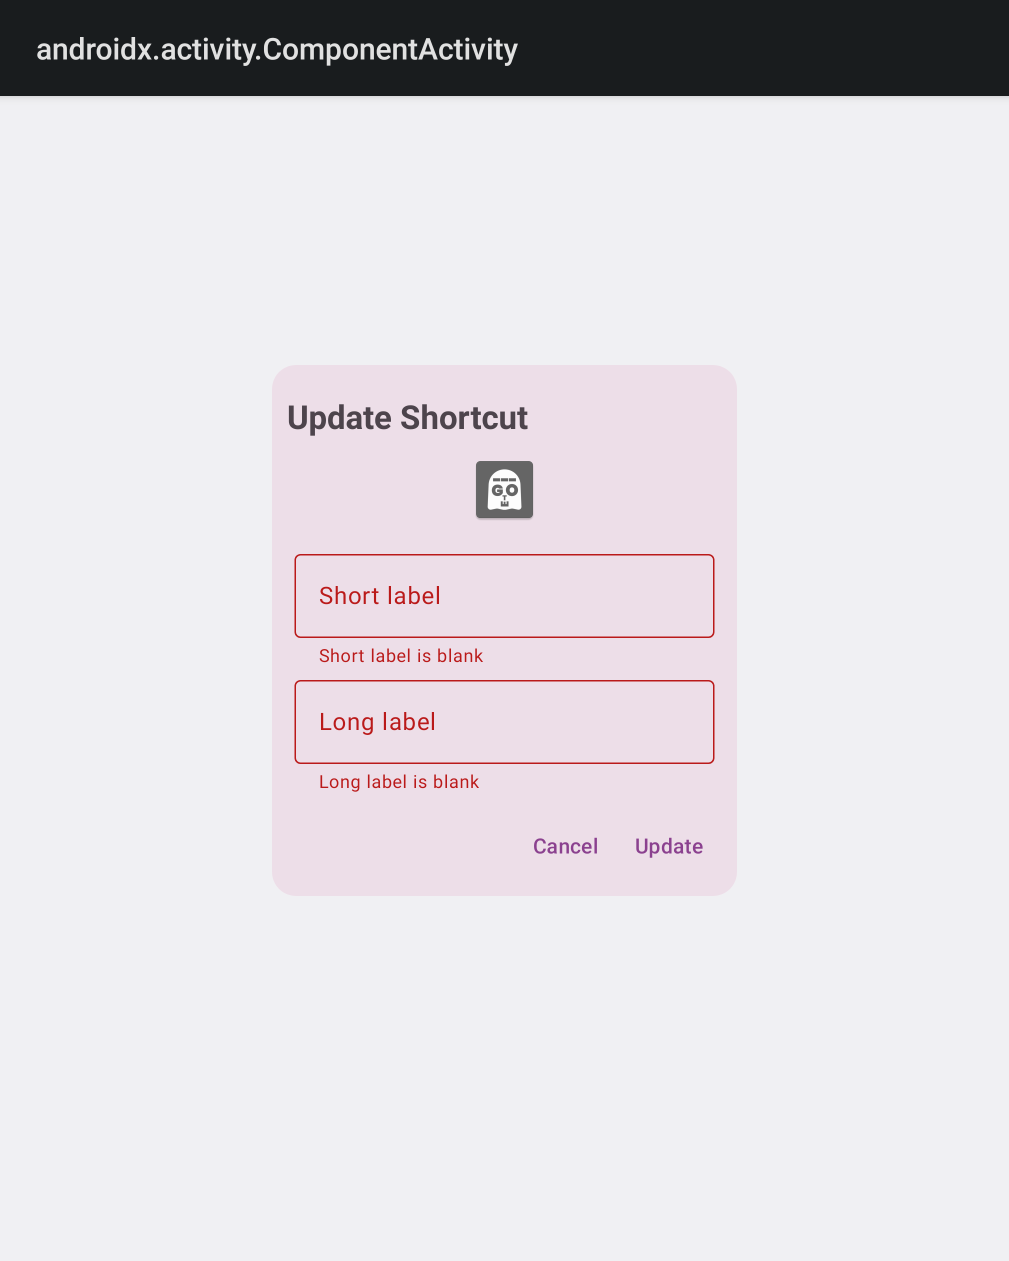 androidx.activity.ComponentActivity
Update Shortcut
GO
Short label
Short label is blank
Long label
Long label is blank
Cancel
Update